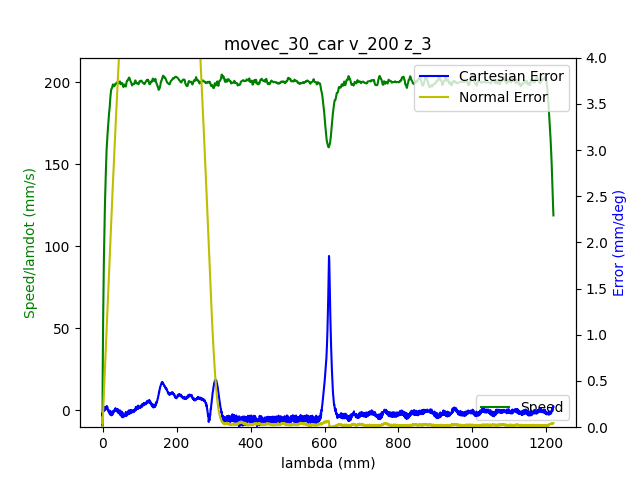 movec_30_car v_200 z_3
Cartesian Error
Normal Error
Speed
Speed/lamdot (mm/s)
200
150
100
50
0
4.0
3.5
3.0
2.5
2.0
1.5
1.0
0.5
0.0
Error (mm/deg)
0 200 400 600 800 1000 1200
lambda (mm)